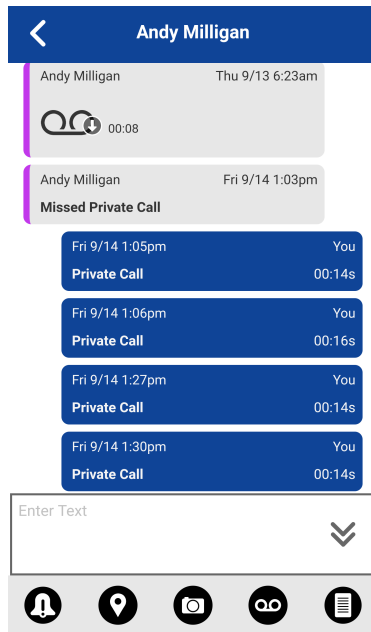 Andy Milligan
Andy Milligan Thu 9/13 6:23am
00:08
Andy Milligan Fri 9/14 1:03pm
Missed Private Call
Fri 9/14 1:05pm You
Private Call 00:14s
Fri 9/14 1:06pm You
Private Call 00:16s
Fri 9/14 1:27pm You
Private Call 00:14s
Fri 9/14 1:30pm You
Private Call 00:14s
Enter Text